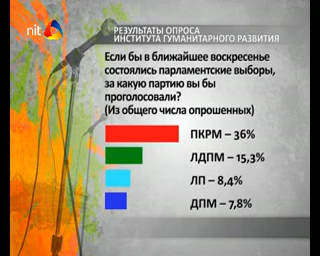 nit
РЕЗУЛЬТАТЫ ОПРОСА
ИНСТИТУТА ГУМАНИТАРНОГО РАЗВИТИЯ
Если бы в ближайшее воскресенье
состоялись парламентские выборы,
за какую партию вы бы
проголосовали?
(Из общего числа опрошенных)
ПКРМ – 36%
ЛДПМ – 15,3%
ЛП – 8,4%
ДПМ – 7,8%